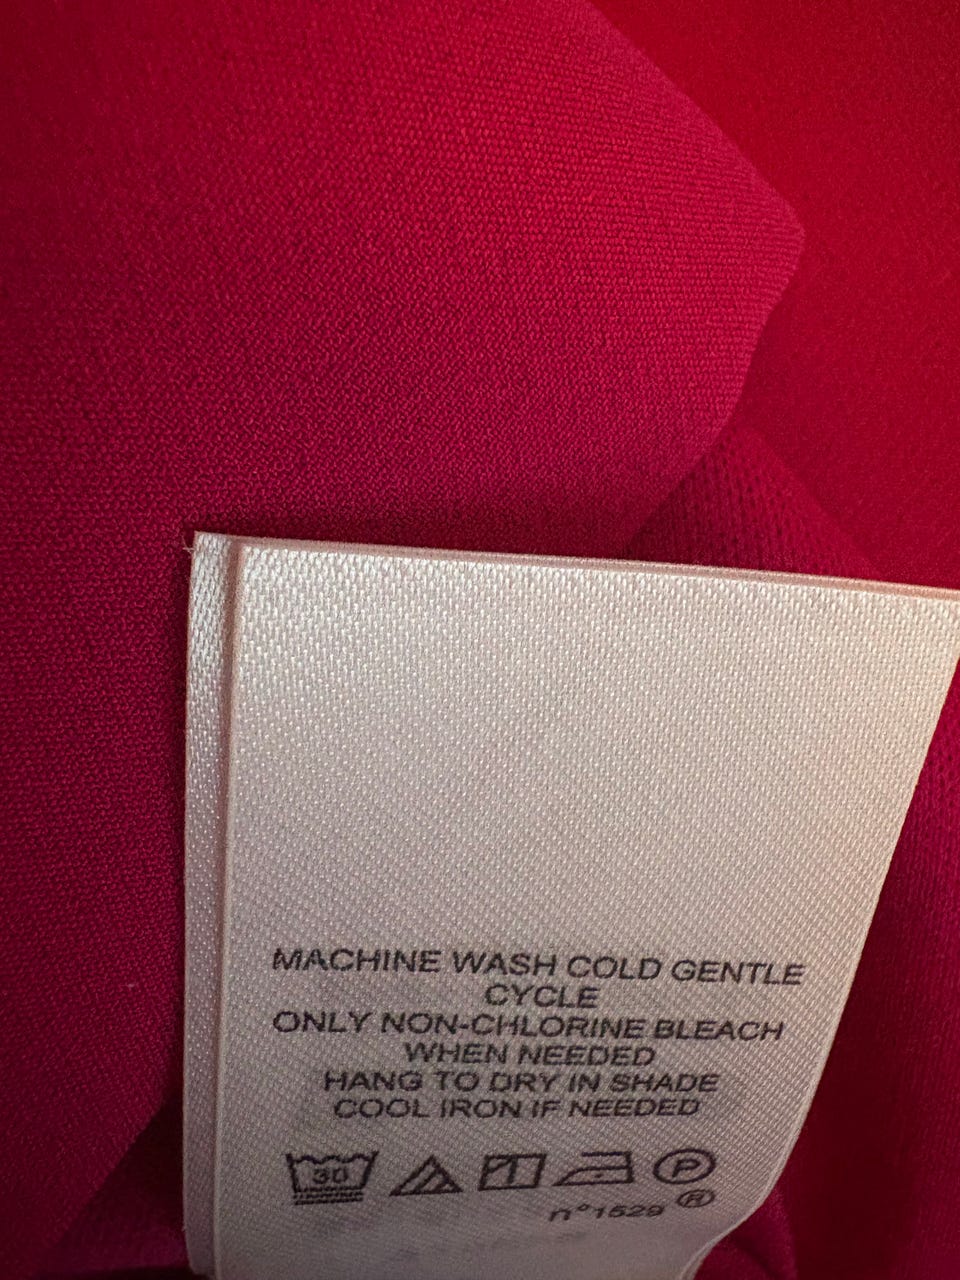 MACHINE WASH COLD GENTLE
CYCLE
ONLY NON-CHLORINE BLEACH
WHEN NEEDED
HANG TO DRY IN SHADE
COOL IRON IF NEEDED
30 P
n°1529 ®